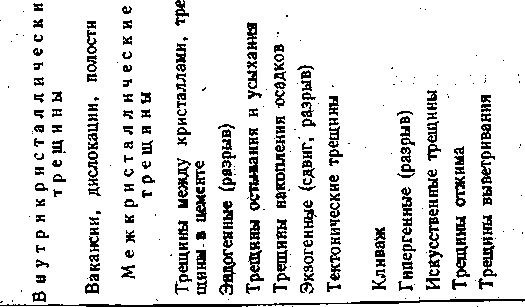 Внутрикристаллически
трещины
Вакансии, дислокации, полости
Межкристаллические
трещины
Трещины между кристаллами, тре
щины в цементе
Эндогенные (разрыв)
Трещины остывания и усыхания
Трещины накопления осадков
Экзогенные (сдвиг, разрыв)
Тектонические трещины
Кливаж
Гипергенные (разрыв)
Искусственные трещины
Трещины отжима
Трещины выветривания